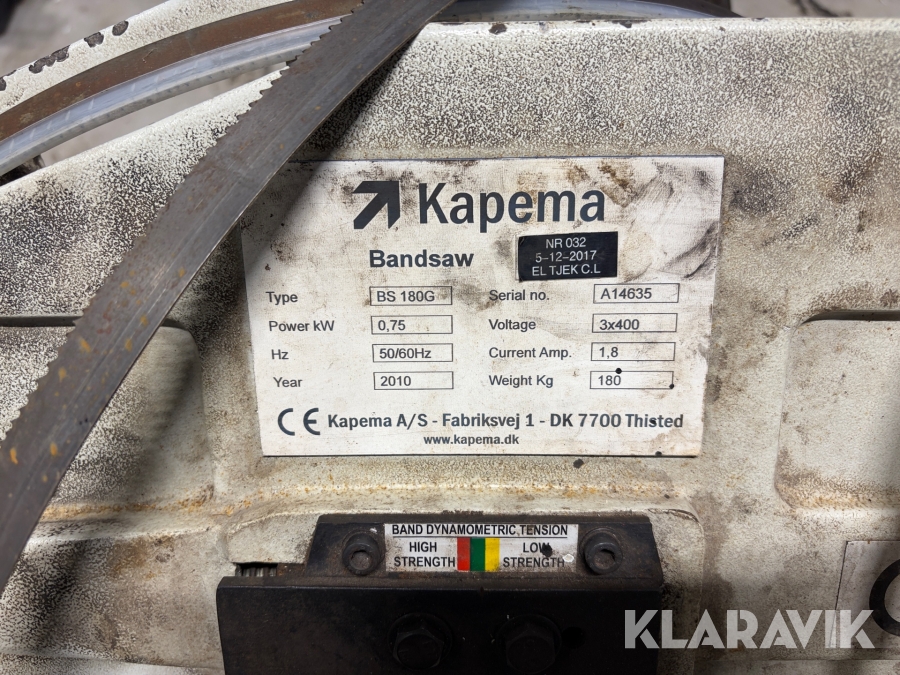 Kapema
Bandsaw
NR 032
5-12-2017
EL TJEK C.L
Type BS 180G Serial no. A14635
Power kW 0,75 Voltage 3x400
Hz 50/60Hz Current Amp. 1,8
Year 2010 Weight Kg 180
CE Kapema A/S - Fabriksvej 1 - DK 7700 Thisted
www.kapema.dk
BAND DYNAMOMETRIC TENSION
HIGH STRENGTH LOW STRENGTH
KLARAVIK